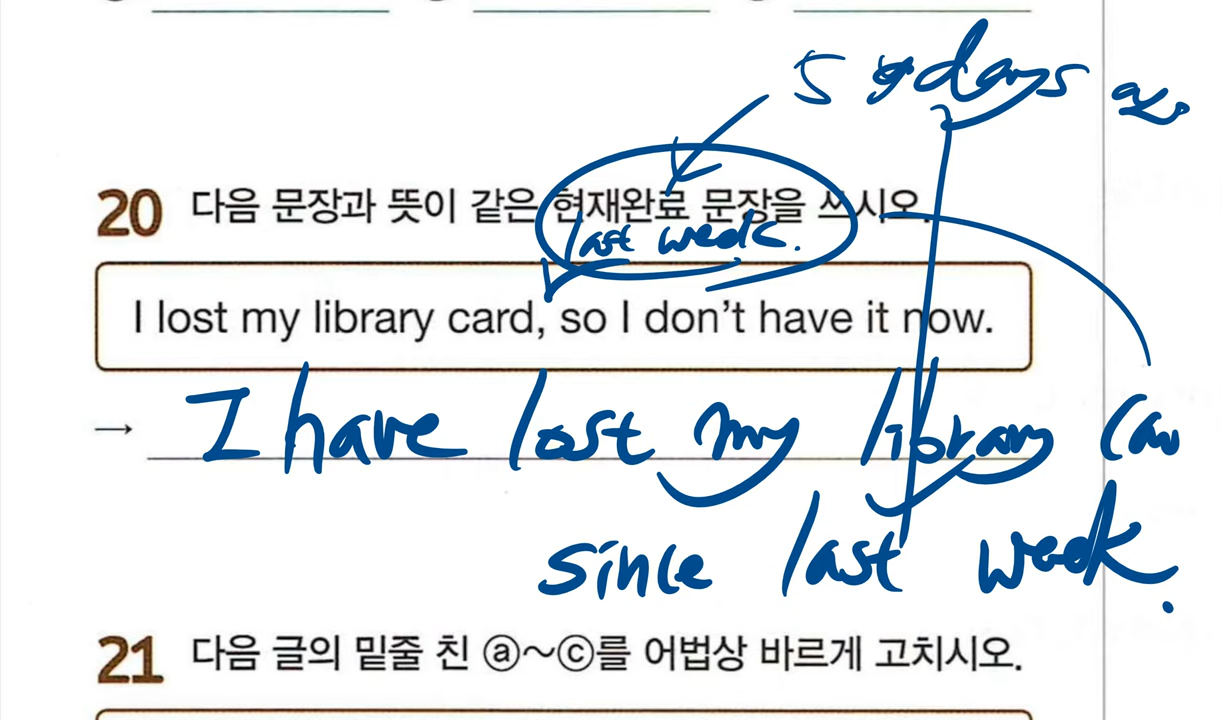 5 days
20 다음 문장과 뜻이 같은 현재완료 문장을 쓰시오.
last week.
I lost my library card, so I don't have it now.
→ I have lost my library
since last week.
21 다음 글의 밑줄 친 ⓐ~ⓒ를 어법상 바르게 고치시오.